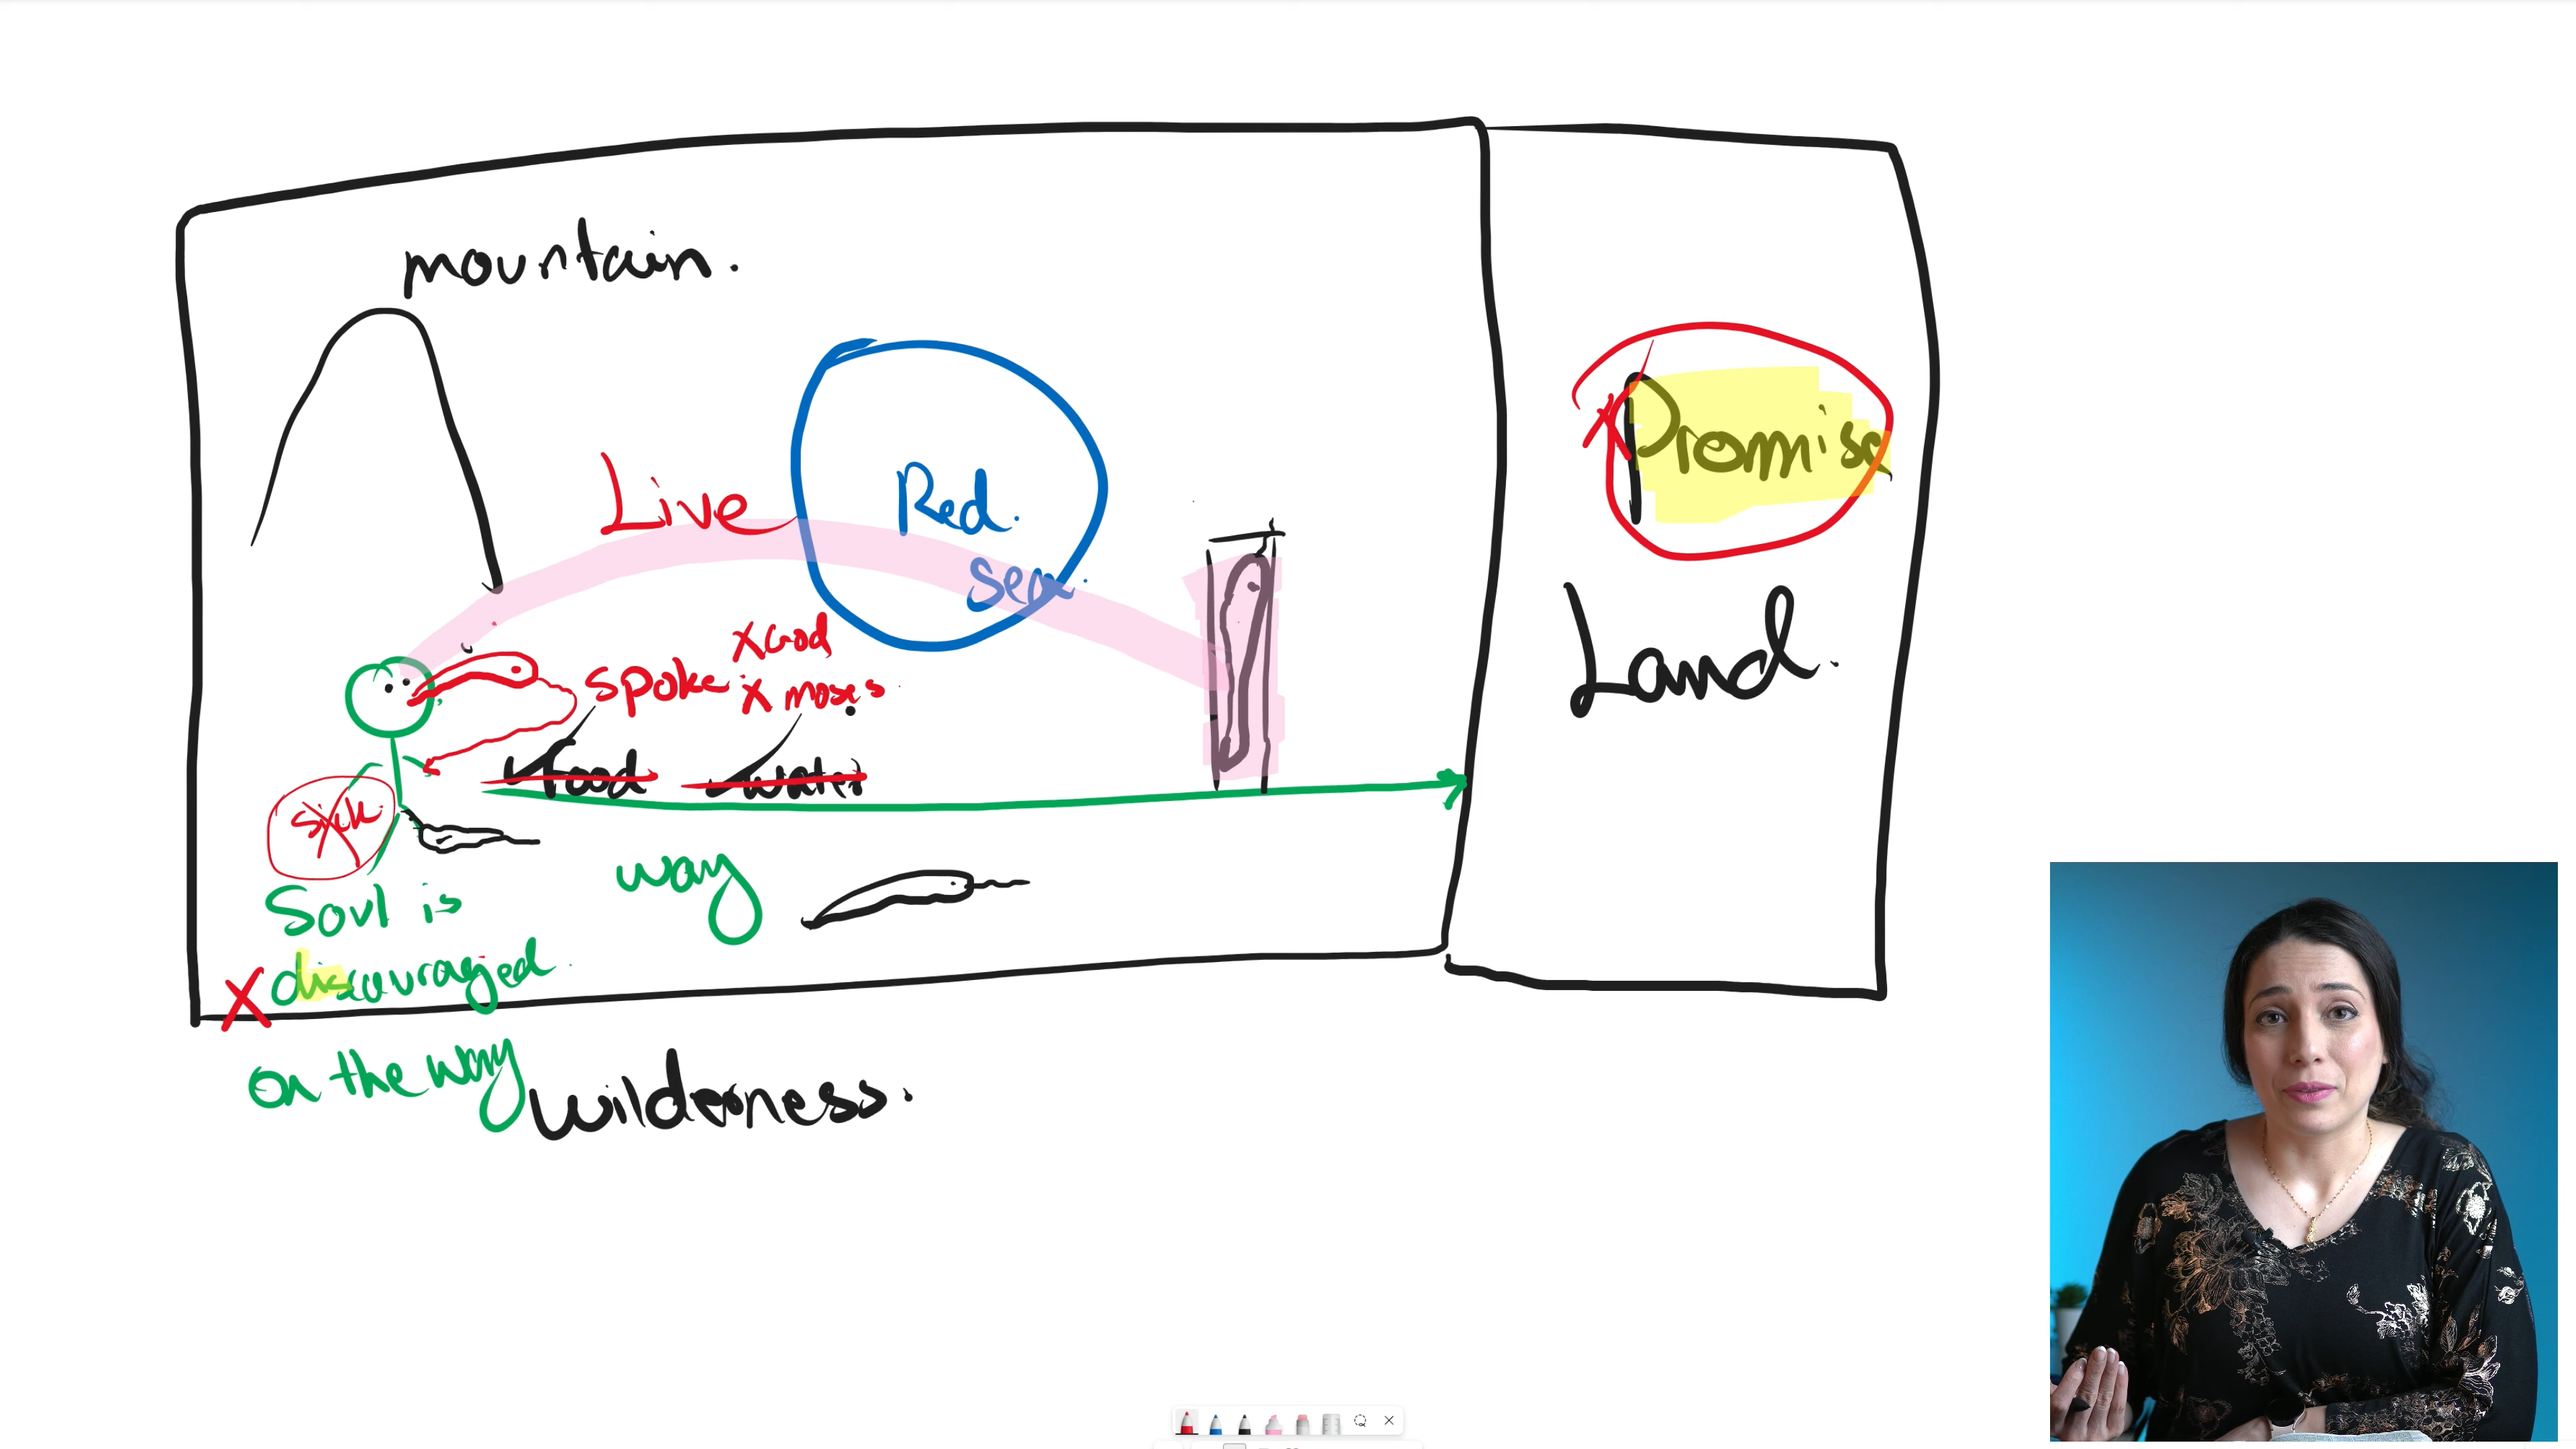 mountain.
Live
Red.
sea.
Promise
Land.
x God
spoke x moses
food water
sick
way
Soul is
x discouraged.
on the way
wilderness.